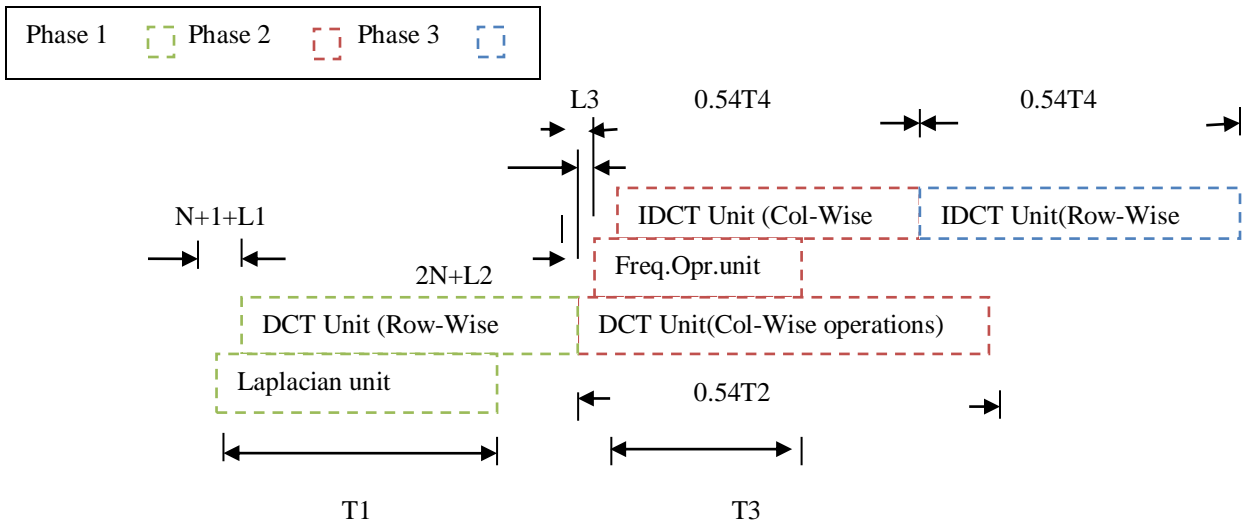 Phase 1 Phase 2 Phase 3
L3 0.54T4 0.54T4
N+1+L1
IDCT Unit (Col-Wise IDCT Unit(Row-Wise
Freq.Opr.unit
2N+L2
DCT Unit (Row-Wise DCT Unit(Col-Wise operations)
Laplacian unit
0.54T2
T1 T3